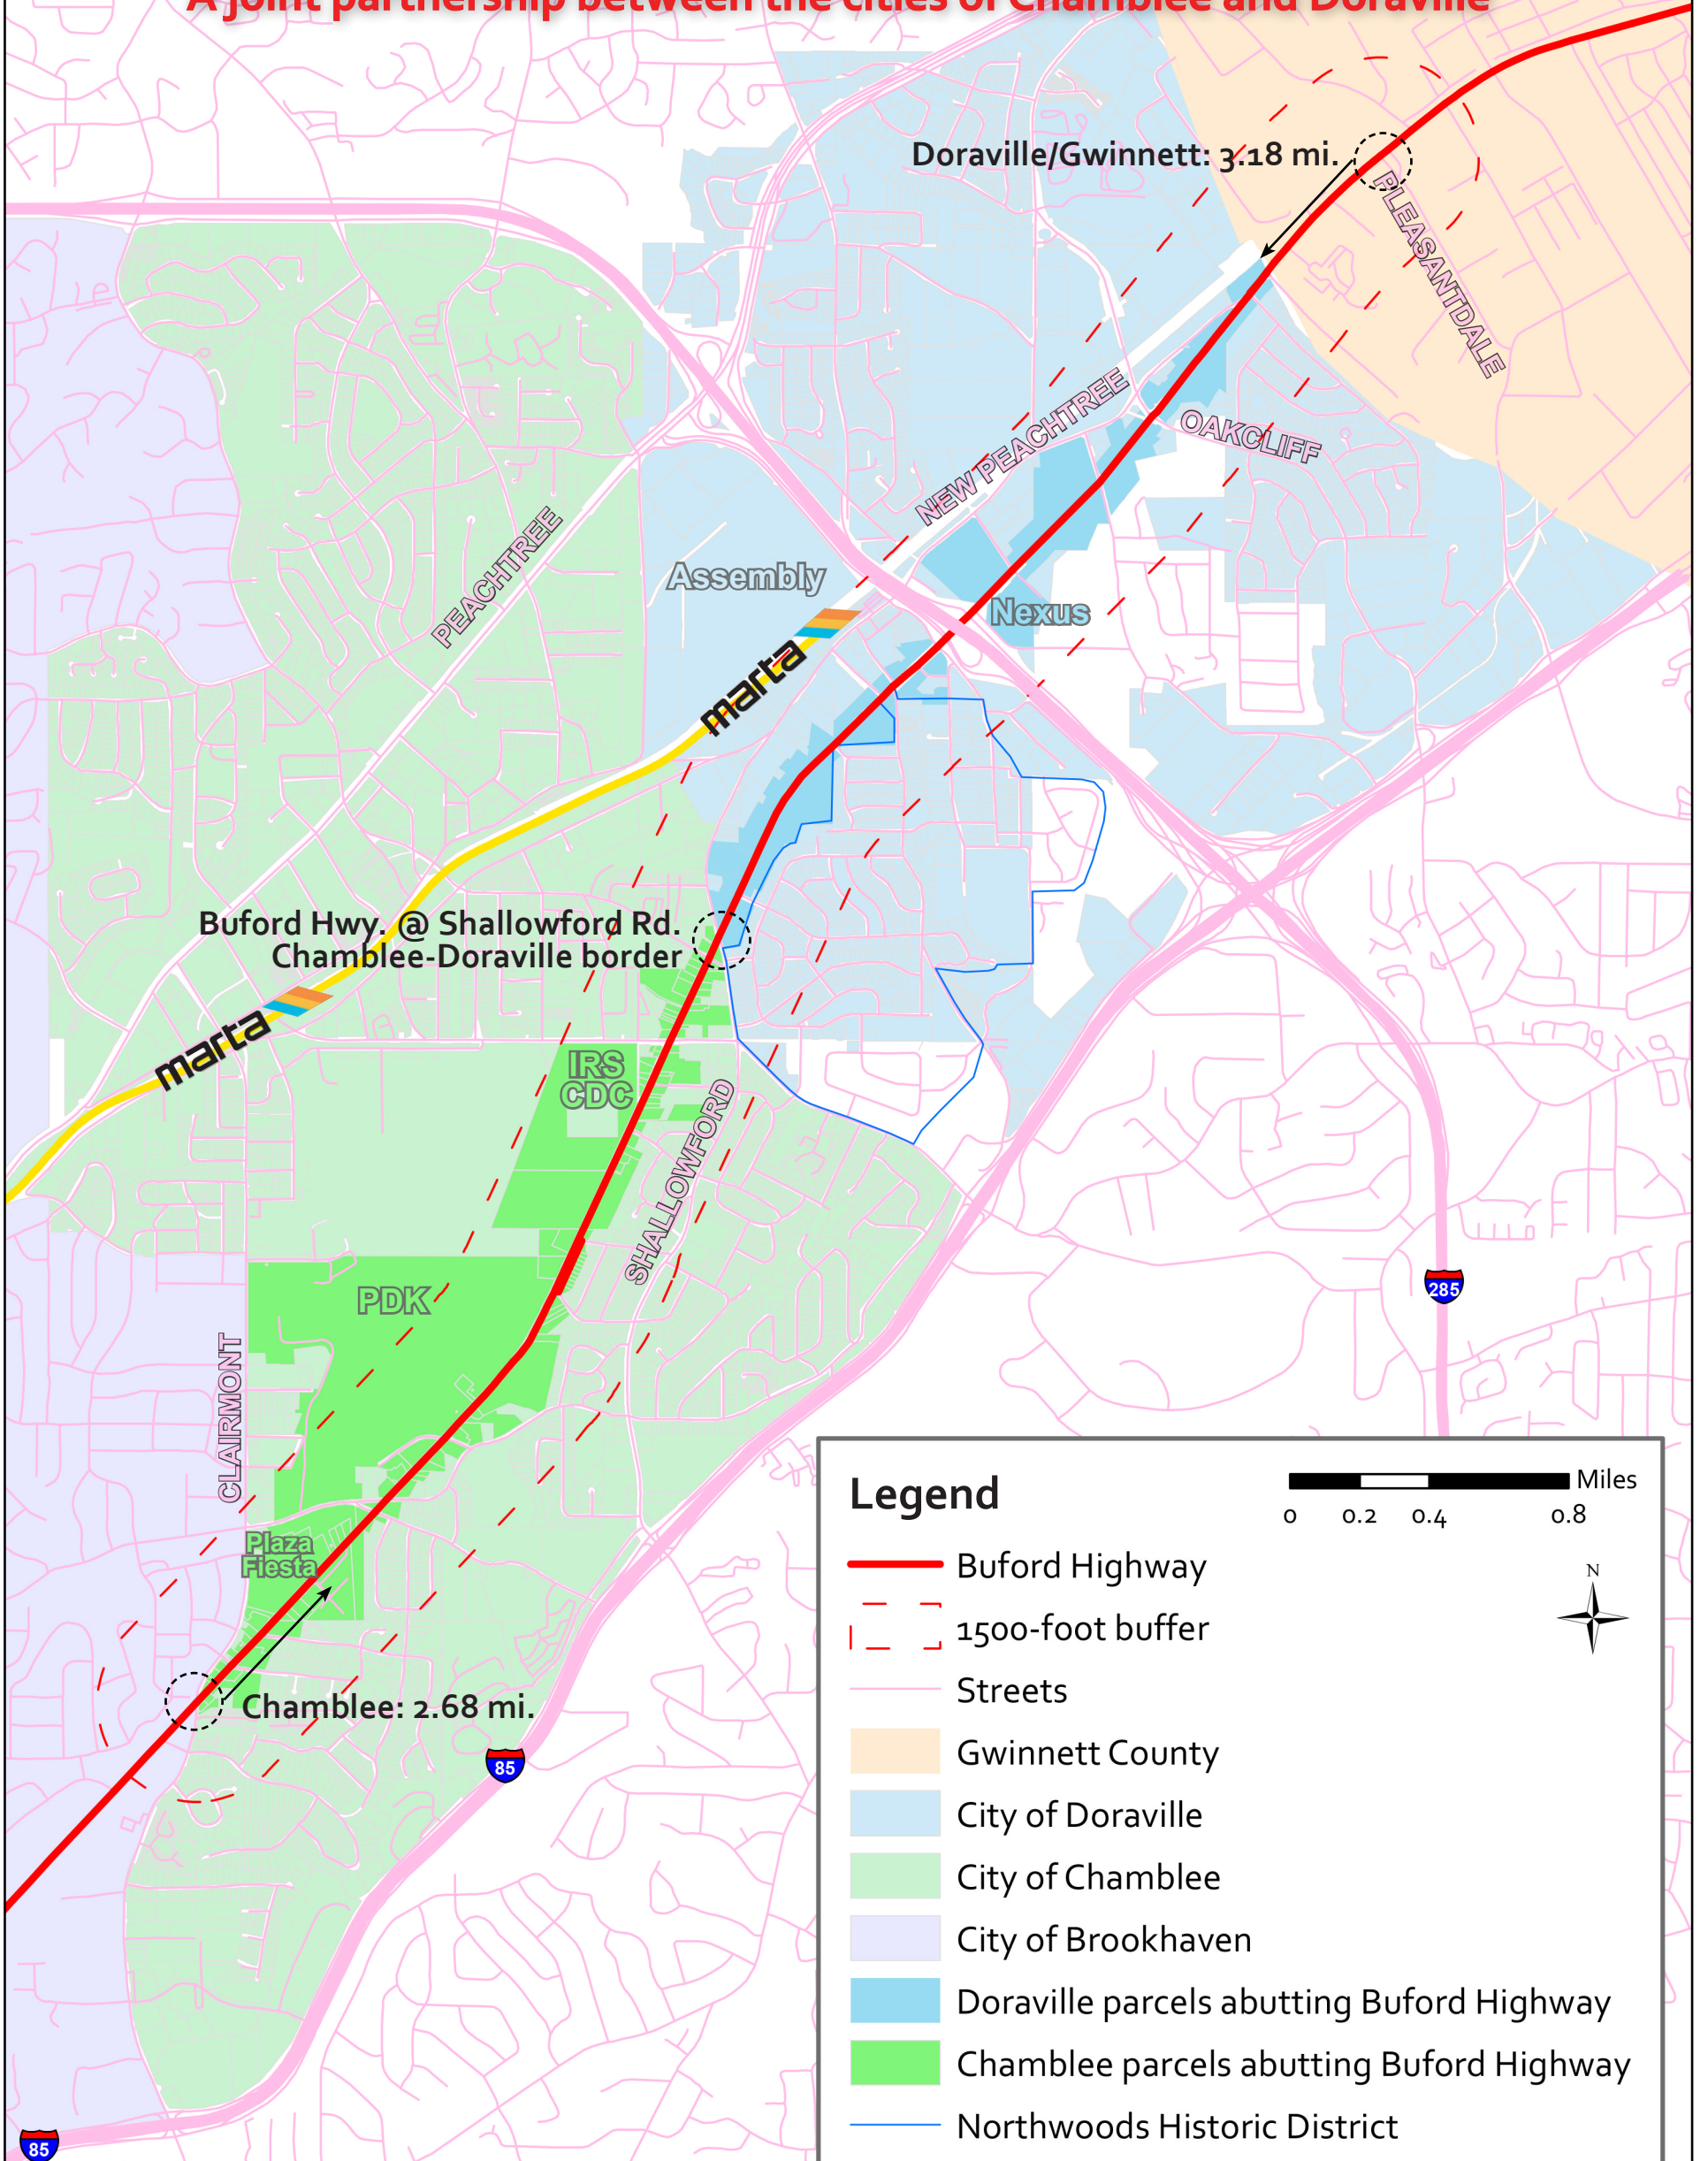 A joint partnership between the cities of Chamblee and Doraville
Doraville/Gwinnett: 3.18 mi.
PLEASANTDALE
NEW PEACHTREE
OAKCLIFF
PEACHTREE
Assembly
Nexus
marta
Buford Hwy. @ Shallowford Rd.
Chamblee-Doraville border
marta
IRS
CDC
SHALLOWFORD
PDK
285
CLAIRMONT
Plaza
Fiesta
Chamblee: 2.68 mi.
85
85
Legend
Miles
0 0.2 0.4 0.8
N
Buford Highway
1500-foot buffer
Streets
Gwinnett County
City of Doraville
City of Chamblee
City of Brookhaven
Doraville parcels abutting Buford Highway
Chamblee parcels abutting Buford Highway
Northwoods Historic District